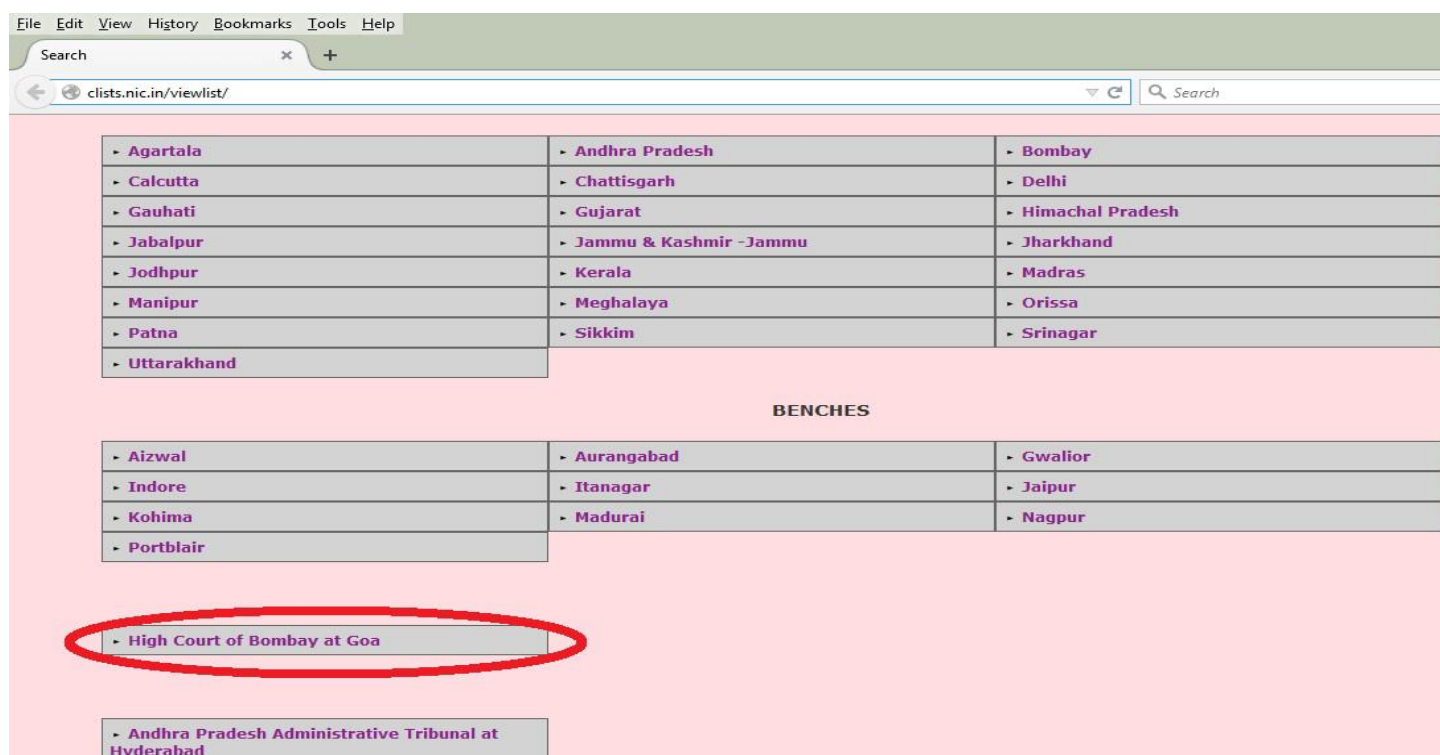 File Edit View History Bookmarks Tools Help
Search × +
clists.nic.in/viewlist/ Search
Agartala Andhra Pradesh Bombay
Calcutta Chattisgarh Delhi
Gauhati Gujarat Himachal Pradesh
Jabalpur Jammu & Kashmir -Jammu Jharkhand
Jodhpur Kerala Madras
Manipur Meghalaya Orissa
Patna Sikkim Srinagar
Uttarakhand
BENCHES
Aizwal Aurangabad Gwalior
Indore Itanagar Jaipur
Kohima Madurai Nagpur
Portblair
High Court of Bombay at Goa
Andhra Pradesh Administrative Tribunal at
Hyderabad